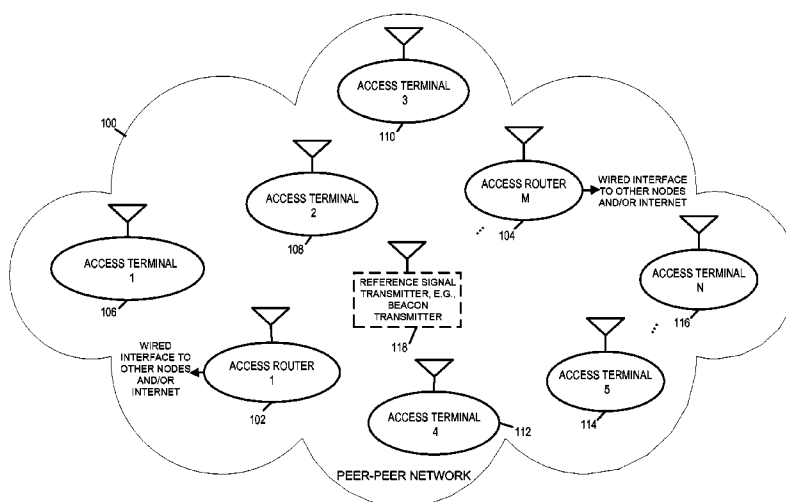 ACCESS TERMINAL
3
110
100
ACCESS TERMINAL
2
108
ACCESS ROUTER
M
104
WIRED INTERFACE
TO OTHER NODES
AND/OR INTERNET
ACCESS TERMINAL
1
106
REFERENCE SIGNAL
TRANSMITTER, E.G.,
BEACON
TRANSMITTER
118
ACCESS TERMINAL
N
116
WIRED
INTERFACE TO
OTHER NODES
AND/OR
INTERNET
ACCESS ROUTER
1
102
ACCESS TERMINAL
4
112
ACCESS TERMINAL
5
114
PEER-PEER NETWORK